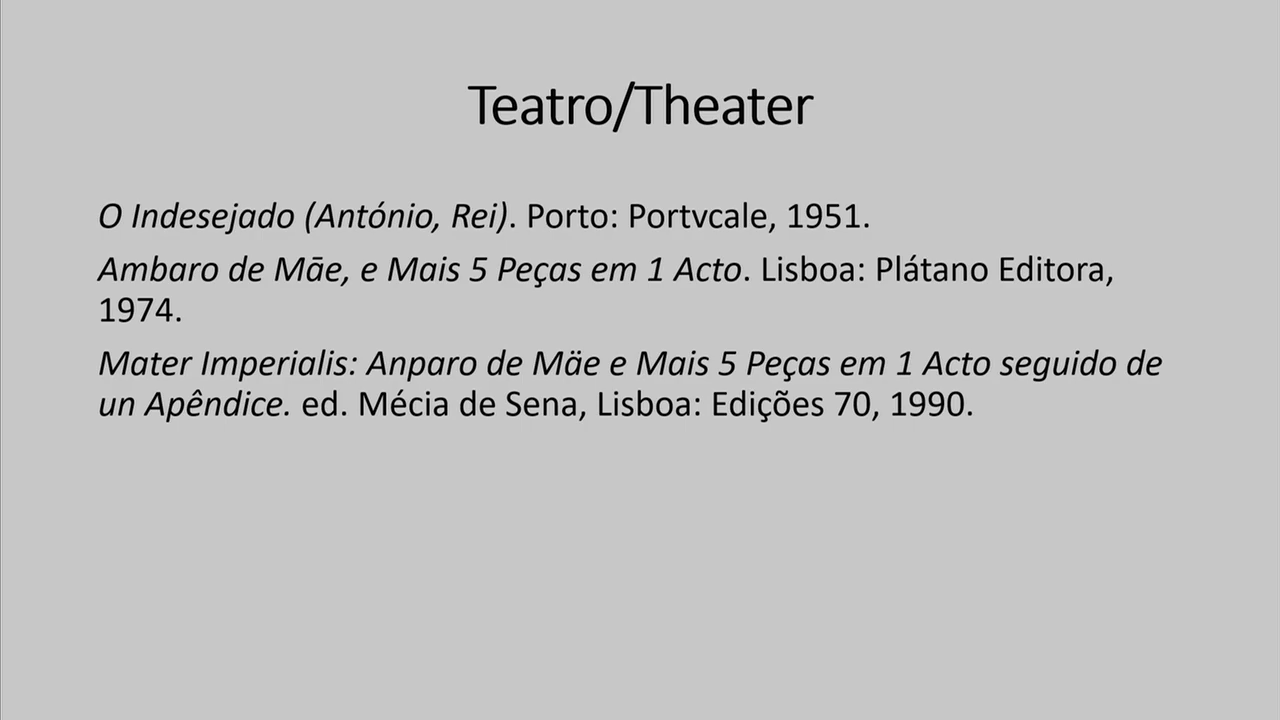 Teatro/Theater
O Indesejado (António, Rei). Porto: Portvcale, 1951.
Ambaro de Māe, e Mais 5 Peças em 1 Acto. Lisboa: Plátano Editora,
1974.
Mater Imperialis: Anparo de Mäe e Mais 5 Peças em 1 Acto seguido de
un Apêndice. ed. Mécia de Sena, Lisboa: Edições 70, 1990.